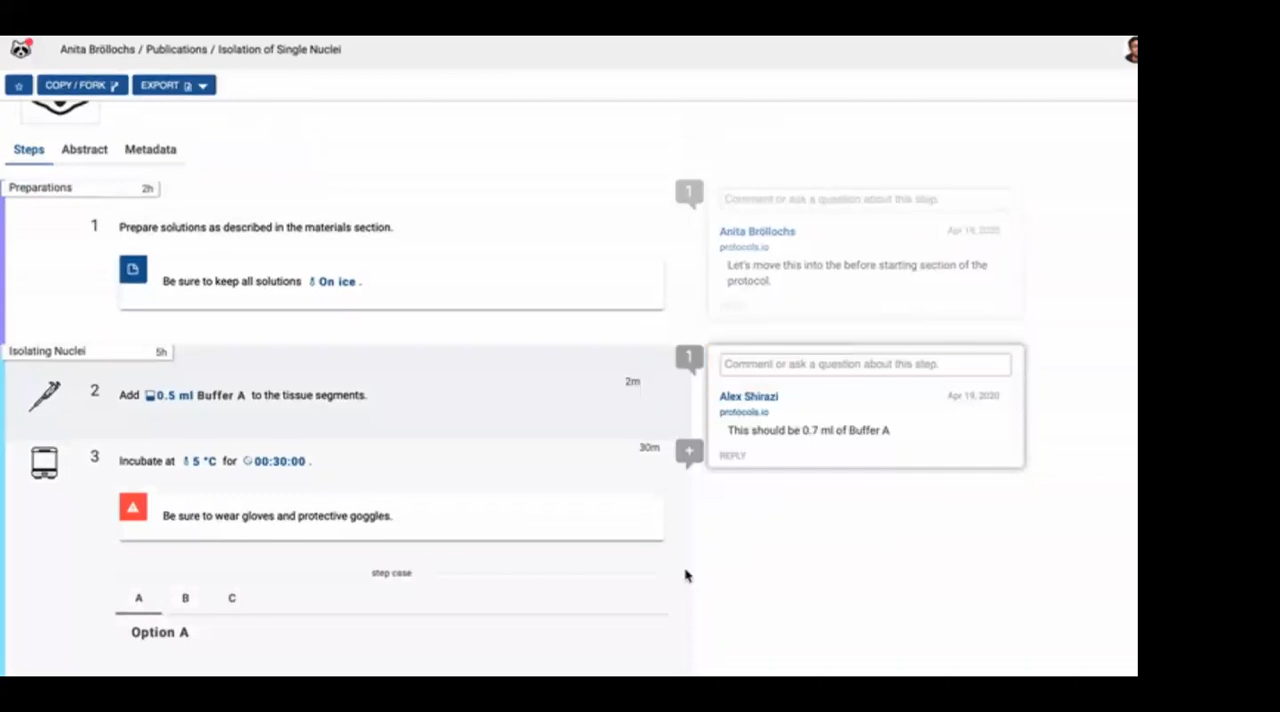 Anita Bröllochs / Publications / Isolation of Single Nuclei
COPY / FORK
EXPORT
Steps
Abstract
Metadata
Preparations
2h
1
Prepare solutions as described in the materials section.
Be sure to keep all solutions On ice .
1
Comment or ask a question about this step.
Anita Bröllochs
Apr 19, 2020
protocols.io
Let's move this into the before starting section of the
protocol.
Isolating Nuclei
5h
2
Add 0.5 ml Buffer A to the tissue segments.
2m
1
Comment or ask a question about this step.
Alex Shirazi
Apr 19, 2020
protocols.io
This should be 0.7 ml of Buffer A
REPLY
3
Incubate at 5 °C for 00:30:00 .
30m
+
Be sure to wear gloves and protective goggles.
step case
A
B
C
Option A